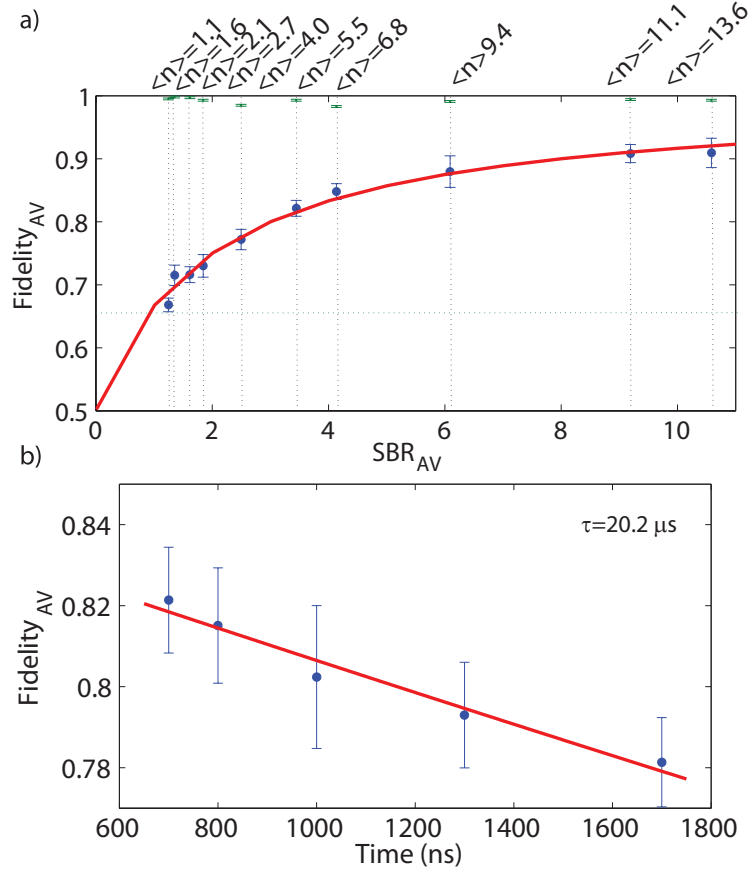 a)
<n>=1.1
<n>=1.6
<n>=2.1
<n>=2.7
<n>=4.0
<n>=5.5
<n>=6.8
<n>9.4
<n>=11.1
<n>=13.6
1
0.9
0.8
0.7
0.6
0.5
Fidelity_AV
0 2 4 6 8 10
SBR_AV
b)
τ=20.2 μs
0.84
0.82
0.8
0.78
Fidelity_AV
600 800 1000 1200 1400 1600 1800
Time (ns)